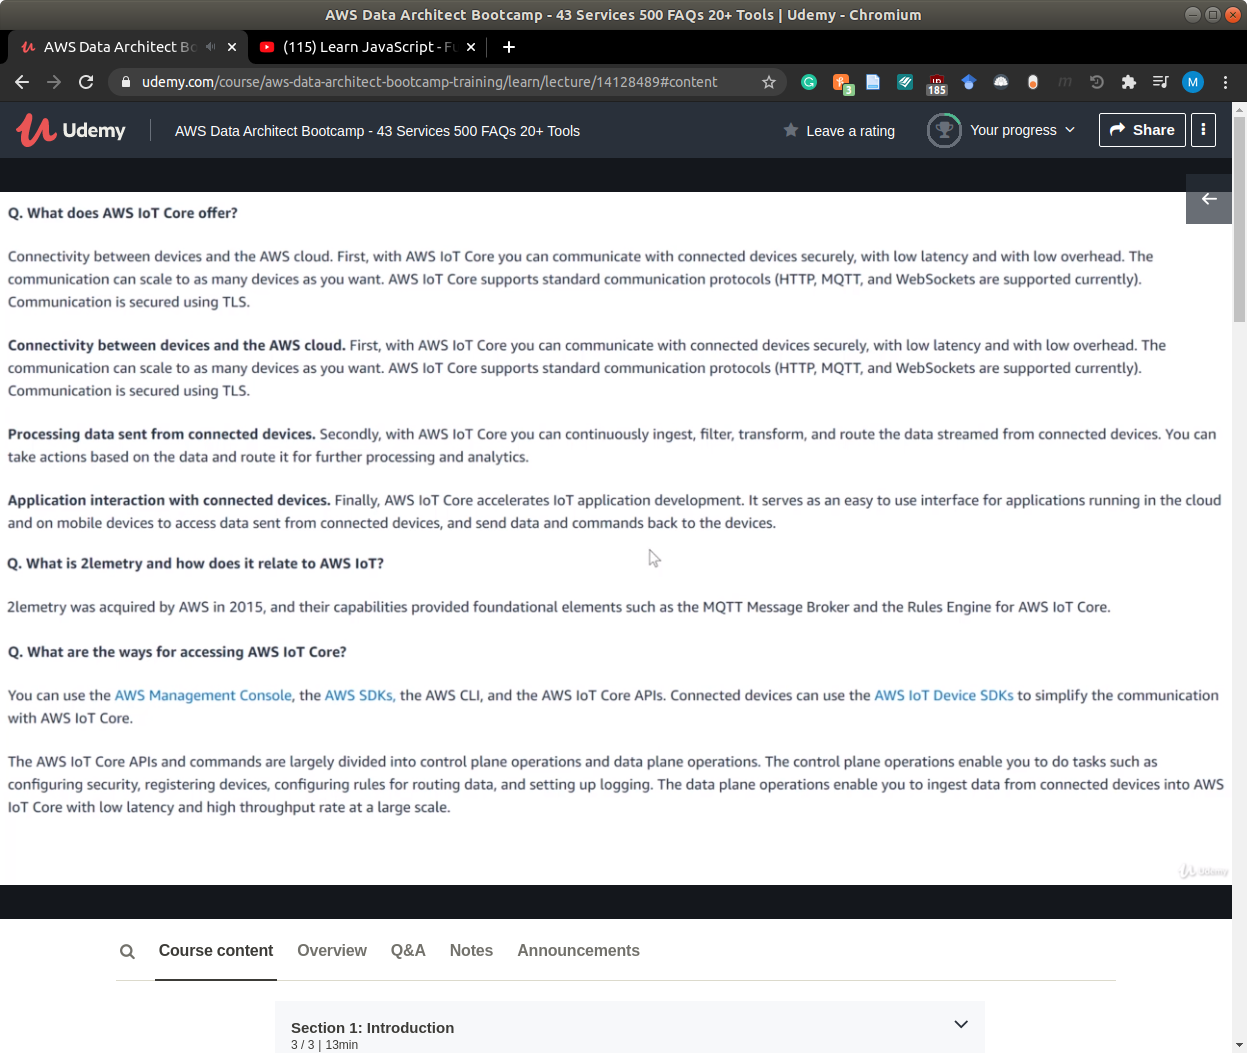 AWS Data Architect Bootcamp - 43 Services 500 FAQs 20+ Tools | Udemy - Chromium
AWS Data Architect Bo
(115) Learn JavaScript - Fu
udemy.com/course/aws-data-architect-bootcamp-training/learn/lecture/14128489#content
3
185
M
Udemy
AWS Data Architect Bootcamp - 43 Services 500 FAQs 20+ Tools
Leave a rating
Your progress
Share
Q. What does AWS IoT Core offer?
Connectivity between devices and the AWS cloud. First, with AWS IoT Core you can communicate with connected devices securely, with low latency and with low overhead. The
communication can scale to as many devices as you want. AWS IoT Core supports standard communication protocols (HTTP, MQTT, and WebSockets are supported currently).
Communication is secured using TLS.
Connectivity between devices and the AWS cloud. First, with AWS IoT Core you can communicate with connected devices securely, with low latency and with low overhead. The
communication can scale to as many devices as you want. AWS IoT Core supports standard communication protocols (HTTP, MQTT, and WebSockets are supported currently).
Communication is secured using TLS.
Processing data sent from connected devices. Secondly, with AWS IoT Core you can continuously ingest, filter, transform, and route the data streamed from connected devices. You can
take actions based on the data and route it for further processing and analytics.
Application interaction with connected devices. Finally, AWS IoT Core accelerates IoT application development. It serves as an easy to use interface for applications running in the cloud
and on mobile devices to access data sent from connected devices, and send data and commands back to the devices.
Q. What is 2lemetry and how does it relate to AWS IoT?
2lemetry was acquired by AWS in 2015, and their capabilities provided foundational elements such as the MQTT Message Broker and the Rules Engine for AWS IoT Core.
Q. What are the ways for accessing AWS IoT Core?
You can use the AWS Management Console, the AWS SDKs, the AWS CLI, and the AWS IoT Core APIs. Connected devices can use the AWS IoT Device SDKs to simplify the communication
with AWS IoT Core.
The AWS IoT Core APIs and commands are largely divided into control plane operations and data plane operations. The control plane operations enable you to do tasks such as
configuring security, registering devices, configuring rules for routing data, and setting up logging. The data plane operations enable you to ingest data from connected devices into AWS
IoT Core with low latency and high throughput rate at a large scale.
Udemy
Course content
Overview
Q&A
Notes
Announcements
Section 1: Introduction
3 / 3 | 13min